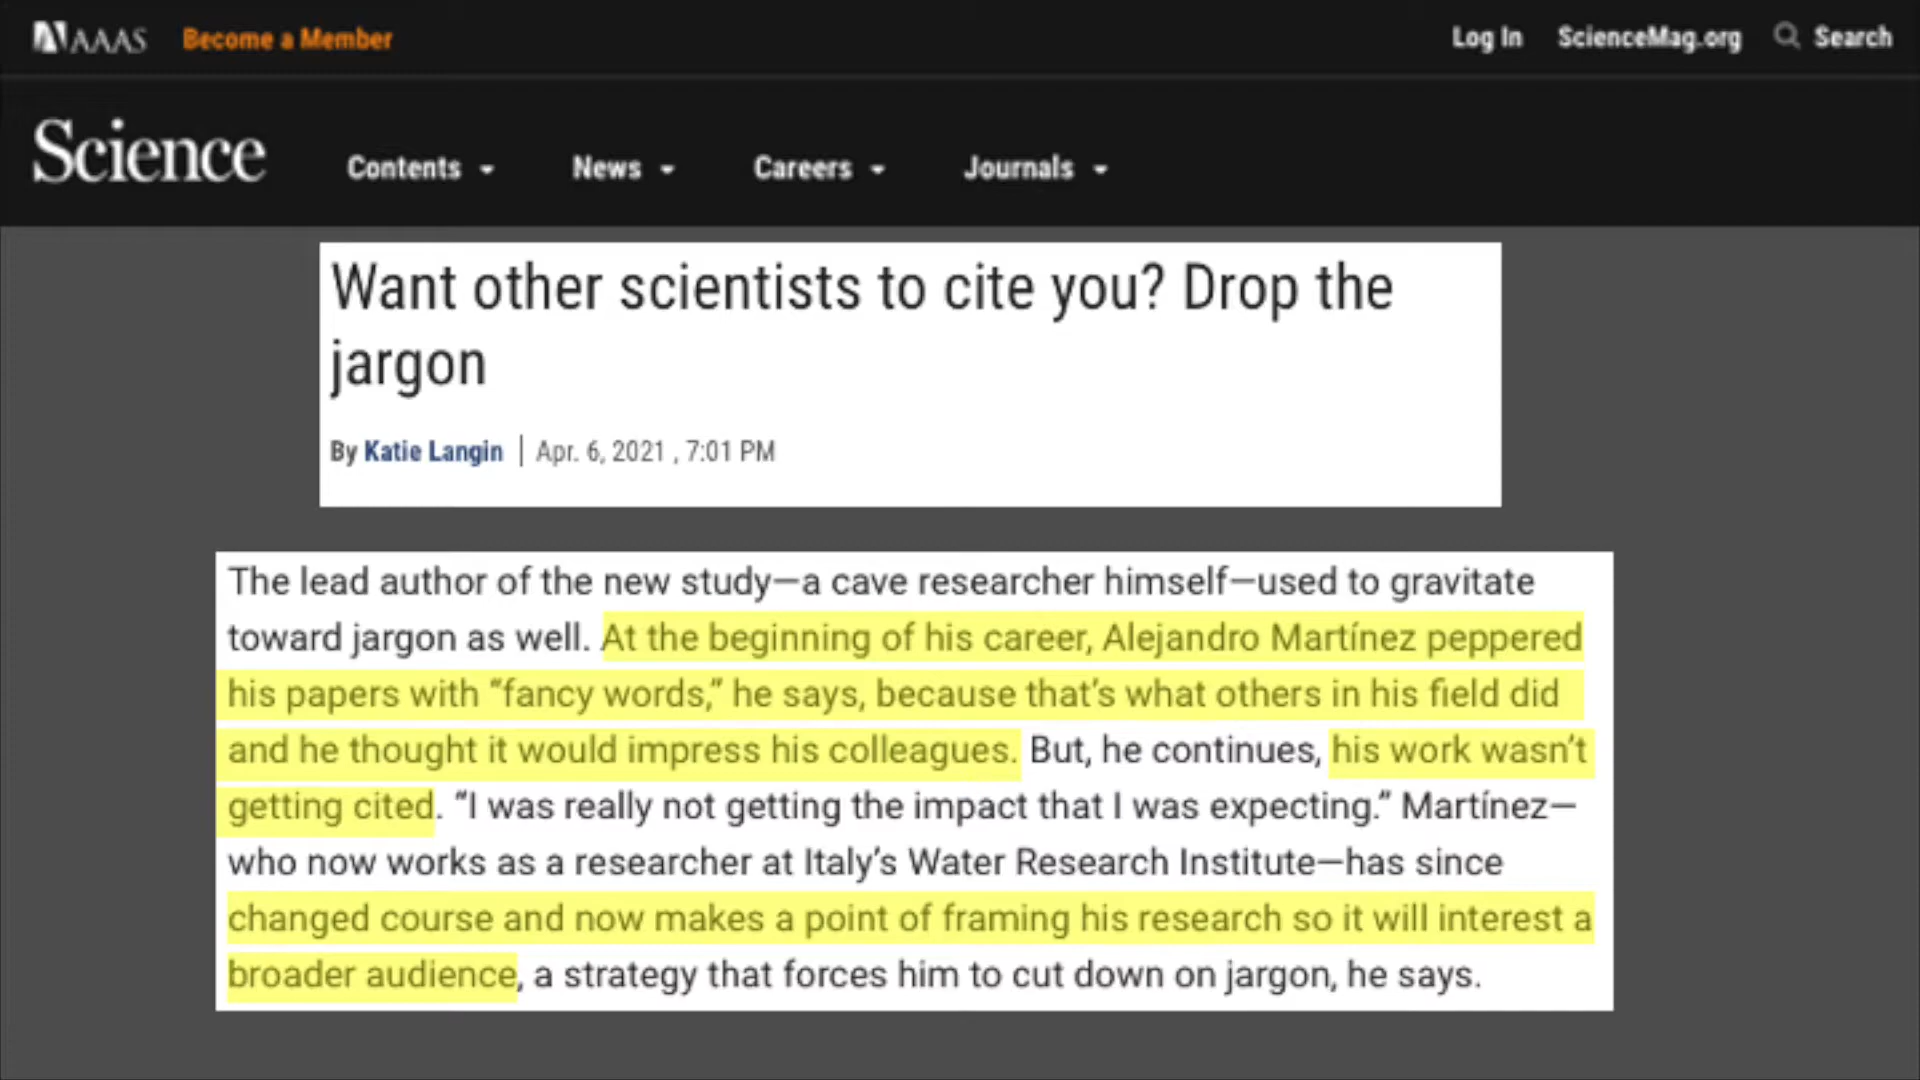 AAAS Become a Member Log In ScienceMag.org Search
Science Contents News Careers Journals
Want other scientists to cite you? Drop the
jargon
By Katie Langin | Apr. 6, 2021 , 7:01 PM
The lead author of the new study—a cave researcher himself—used to gravitate
toward jargon as well. At the beginning of his career, Alejandro Martínez peppered
his papers with “fancy words,” he says, because that’s what others in his field did
and he thought it would impress his colleagues. But, he continues, his work wasn’t
getting cited. “I was really not getting the impact that I was expecting.” Martínez—
who now works as a researcher at Italy’s Water Research Institute—has since
changed course and now makes a point of framing his research so it will interest a
broader audience, a strategy that forces him to cut down on jargon, he says.